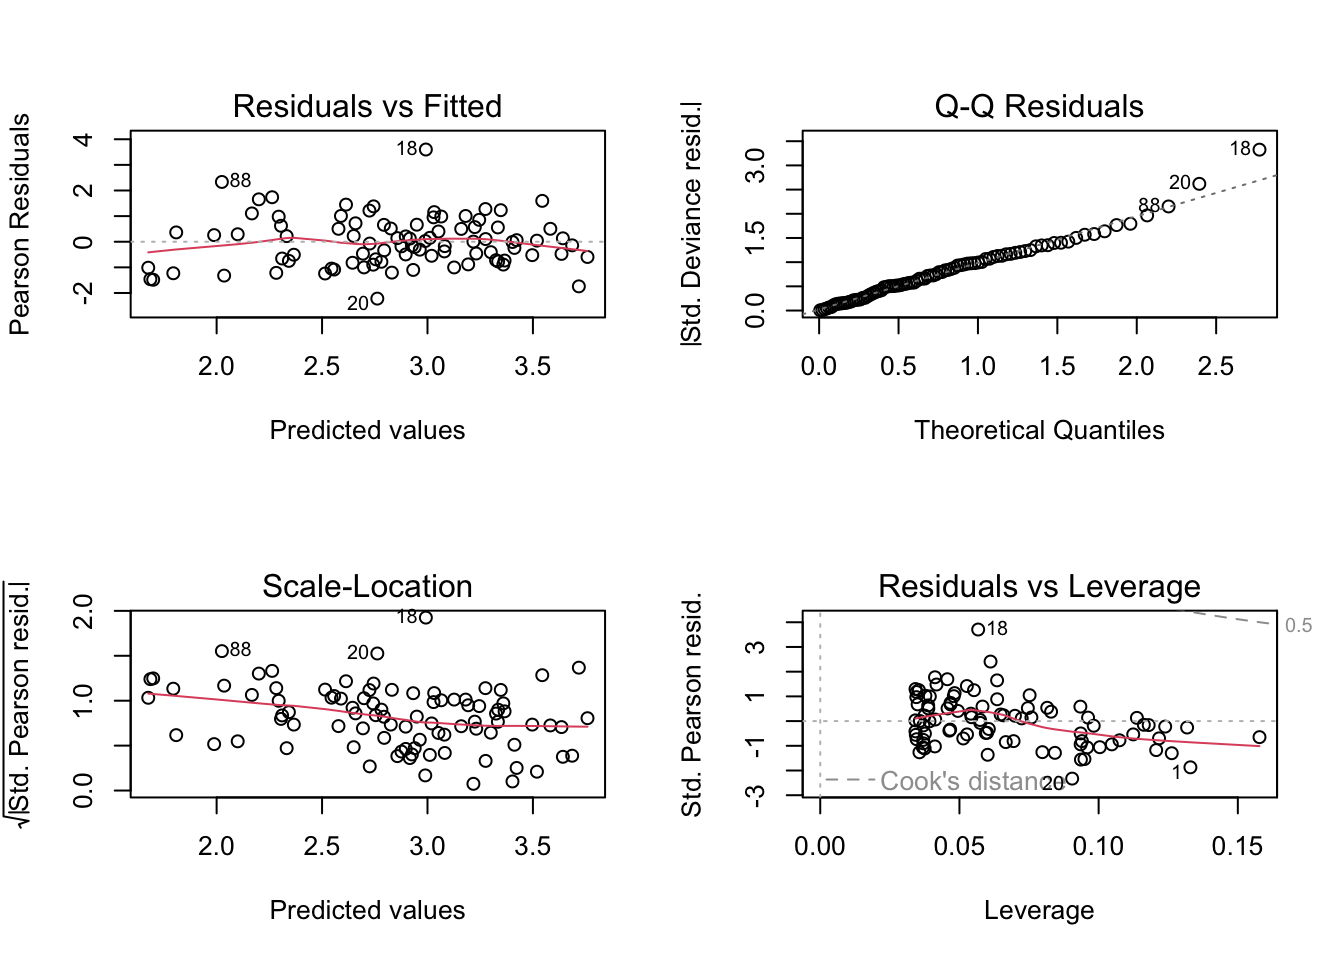 Residuals vs Fitted
Pearson Residuals
4
2
0
-2
18
88
20
2.0 2.5 3.0 3.5
Predicted values
Q-Q Residuals
|Std. Deviance resid.|
3.0
1.5
0.0
18
20
88
0.0 0.5 1.0 1.5 2.0 2.5
Theoretical Quantiles
Scale-Location
√|Std. Pearson resid.|
2.0
1.0
0.0
18
88
20
2.0 2.5 3.0 3.5
Predicted values
Residuals vs Leverage
Std. Pearson resid.
3
1
-1
-3
0.5
18
1
20
Cook's distance
0.00 0.05 0.10 0.15
Leverage